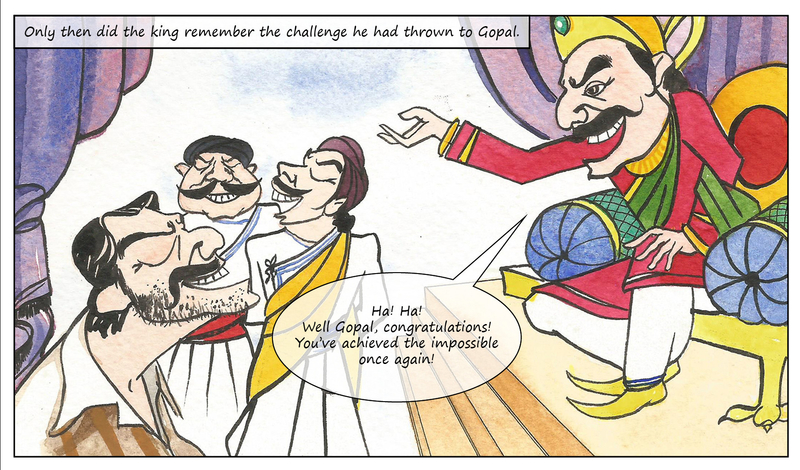 Only then did the king remember the challenge he had thrown to Gopal.
Ha! Ha!
Well Gopal, congratulations!
You've achieved the impossible
once again!